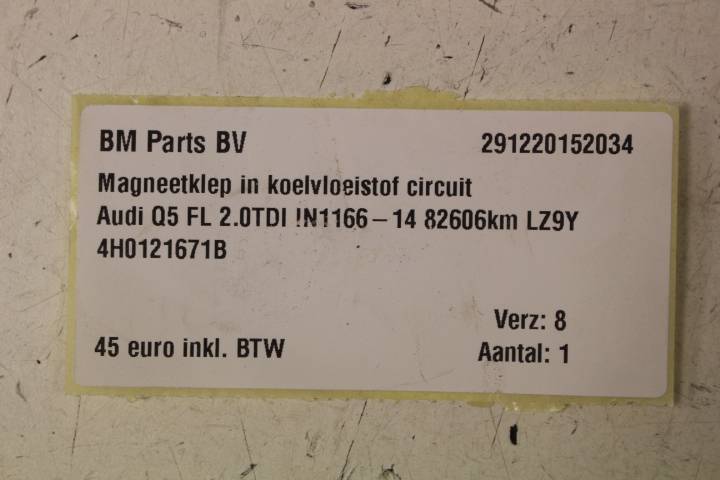 BM Parts BV 291220152034
Magneetklep in koelvloeistof circuit
Audi Q5 FL 2.0TDI !N1166-14 82606km LZ9Y
4H0121671B
Verz: 8
45 euro inkl. BTW Aantal: 1